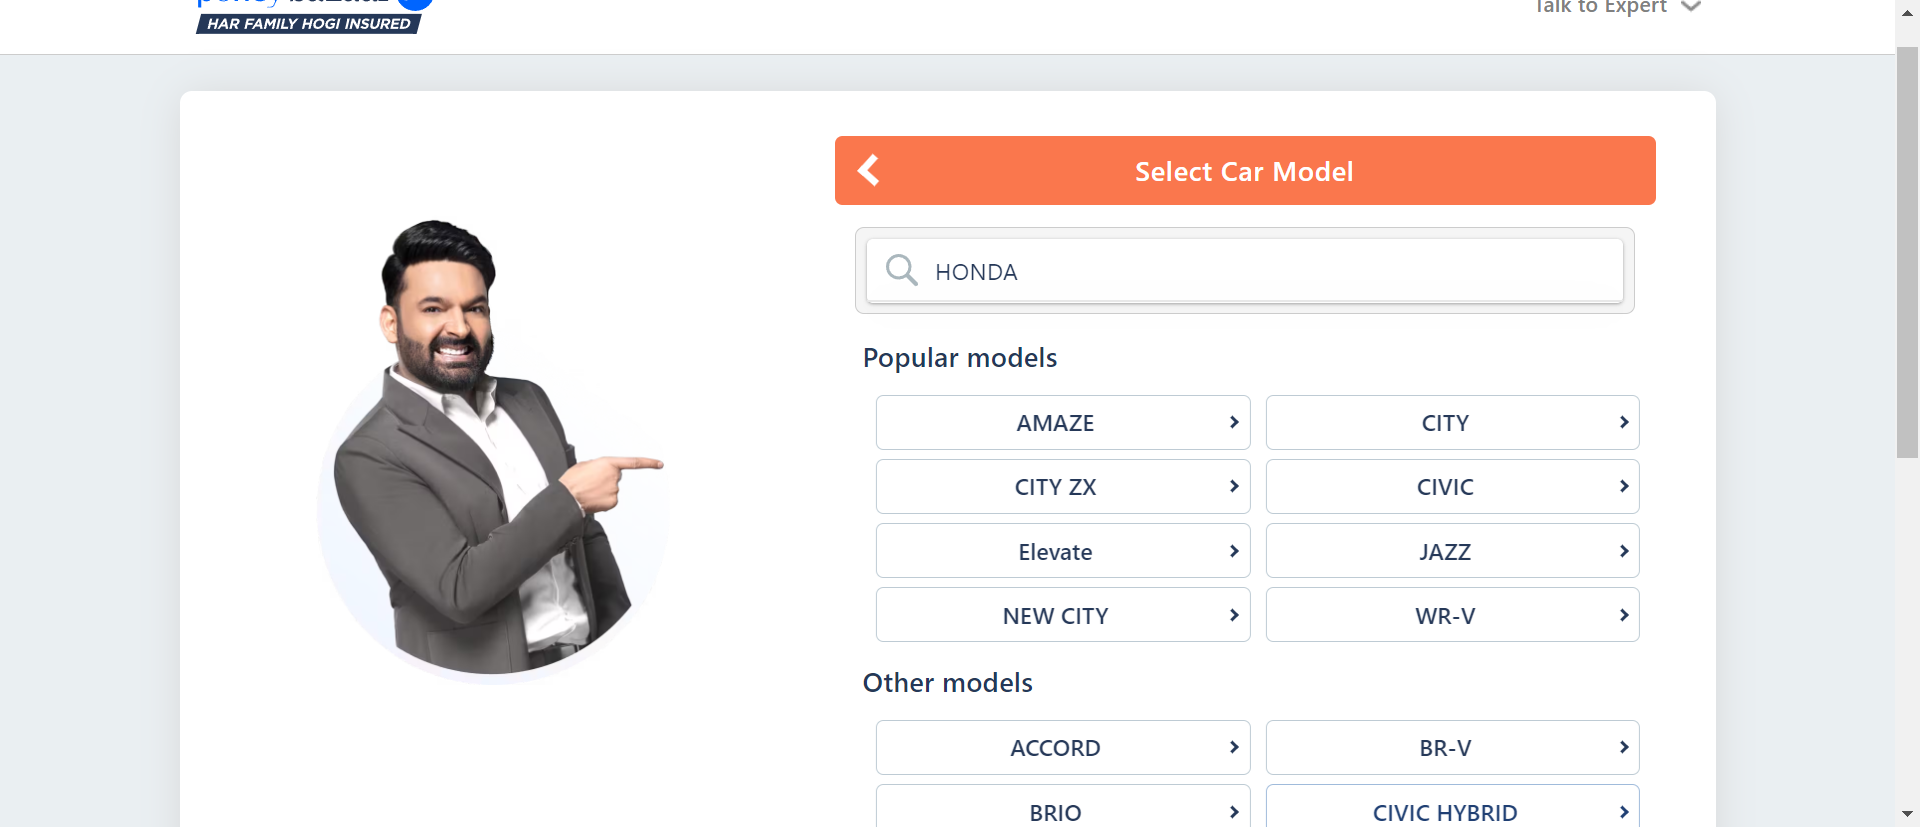 HAR FAMILY HOGI INSURED
Talk to Expert
Select Car Model
HONDA
Popular models
AMAZE
CITY
CITY ZX
CIVIC
Elevate
JAZZ
NEW CITY
WR-V
Other models
ACCORD
BR-V
BRIO
CIVIC HYBRID